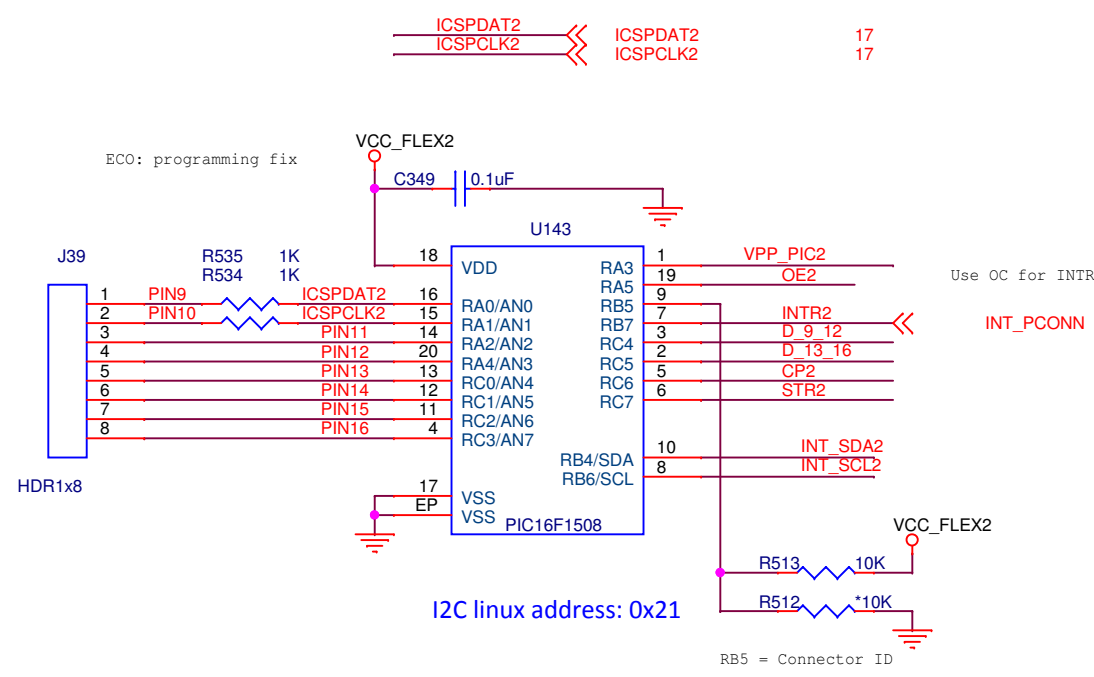 ICSPDAT2
ICSPCLK2
ICSPDAT2 17
ICSPCLK2 17
ECO: programming fix
VCC_FLEX2
C349 0.1uF
U143
J39
R535 1K
R534 1K
1 PIN9 ICSPDAT2 16 RA0/AN0
2 PIN10 ICSPCLK2 15 RA1/AN1
3 PIN11 14 RA2/AN2
4 PIN12 20 RA4/AN3
5 PIN13 13 RC0/AN4
6 PIN14 12 RC1/AN5
7 PIN15 11 RC2/AN6
8 PIN16 4 RC3/AN7
HDR1x8
18 VDD
17 VSS
EP VSS
PIC16F1508
RA3 1 VPP_PIC2
RA5 19 OE2
RB5 9
RB7 7 INTR2
RC4 3 D_9_12
RC5 2 D_13_16
RC6 5 CP2
RC7 6 STR2
Use OC for INTR
INT_PCONN
RB4/SDA 10 INT_SDA2
RB6/SCL 8 INT_SCL2
VCC_FLEX2
R513 10K
R512 *10K
I2C linux address: 0x21
RB5 = Connector ID